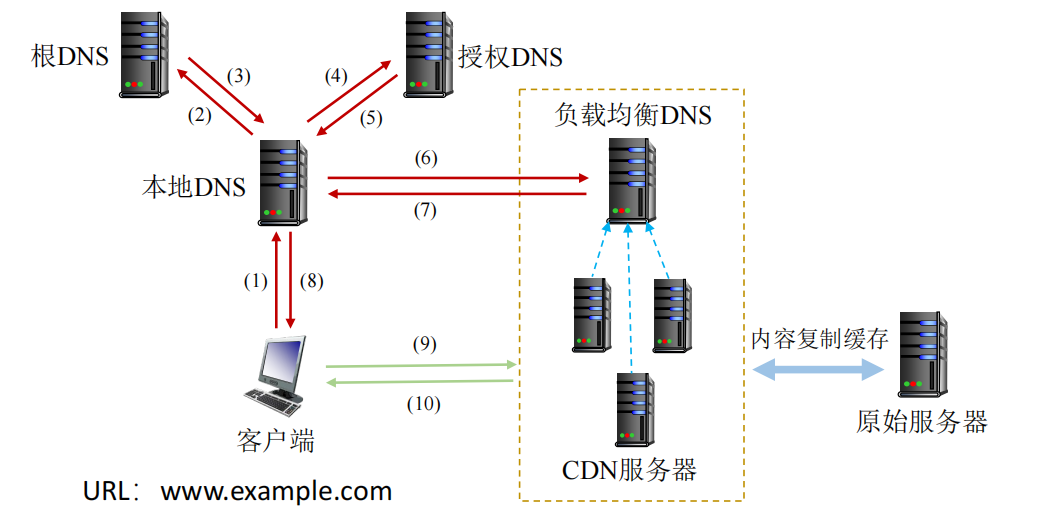 根DNS
(3)
(2)
(4)
(5)
授权DNS
负载均衡DNS
本地DNS
(6)
(7)
(1)
(8)
(9)
(10)
客户端
CDN服务器
内容复制缓存
原始服务器
URL： www.example.com